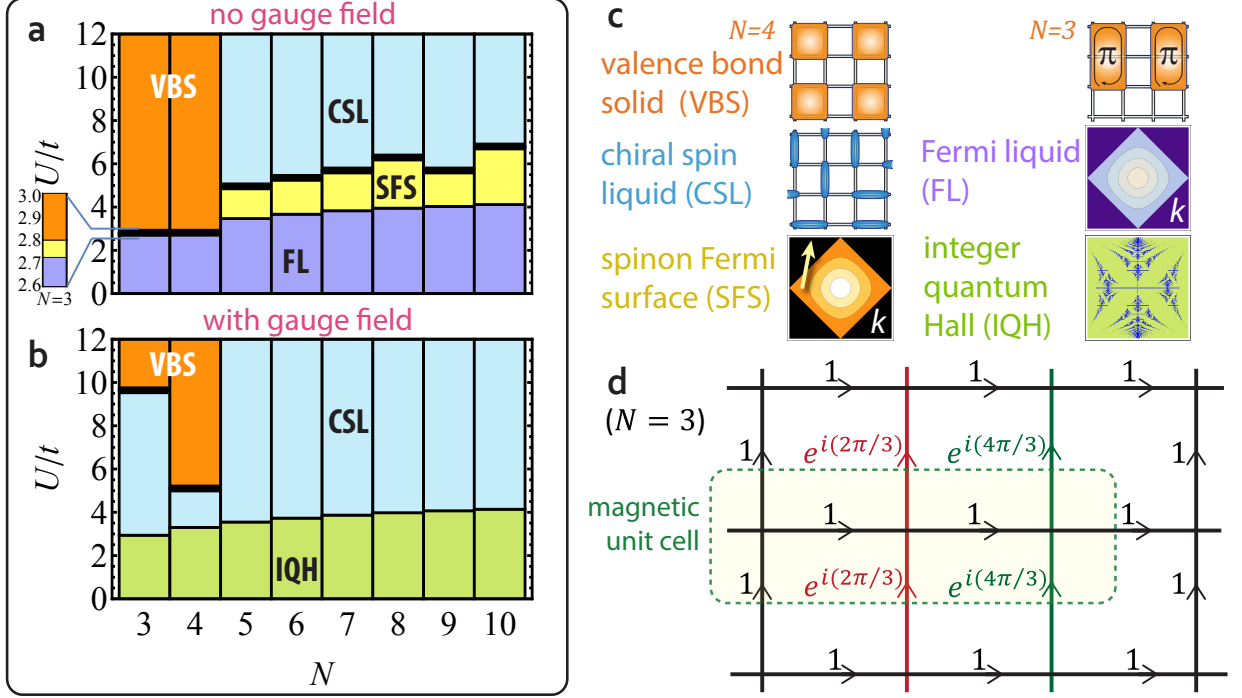 a
no gauge field
12
10
8
6
4
2
0
U/t
VBS
CSL
SFS
FL
3.0
2.9
2.8
2.7
2.6
N=3
with gauge field
b
12
10
8
6
4
2
0
U/t
VBS
CSL
IQH
3 4 5 6 7 8 9 10
N
c
N=4
valence bond
solid (VBS)
N=3
π π
chiral spin
liquid (CSL)
Fermi liquid
(FL)
k
spinon Fermi
surface (SFS)
k
integer
quantum
Hall (IQH)
d
(N = 3)
1 1 1
1 e^{i(2π/3)} e^{i(4π/3)} 1
magnetic
unit cell
1 1 1
1 e^{i(2π/3)} e^{i(4π/3)} 1
1 1 1